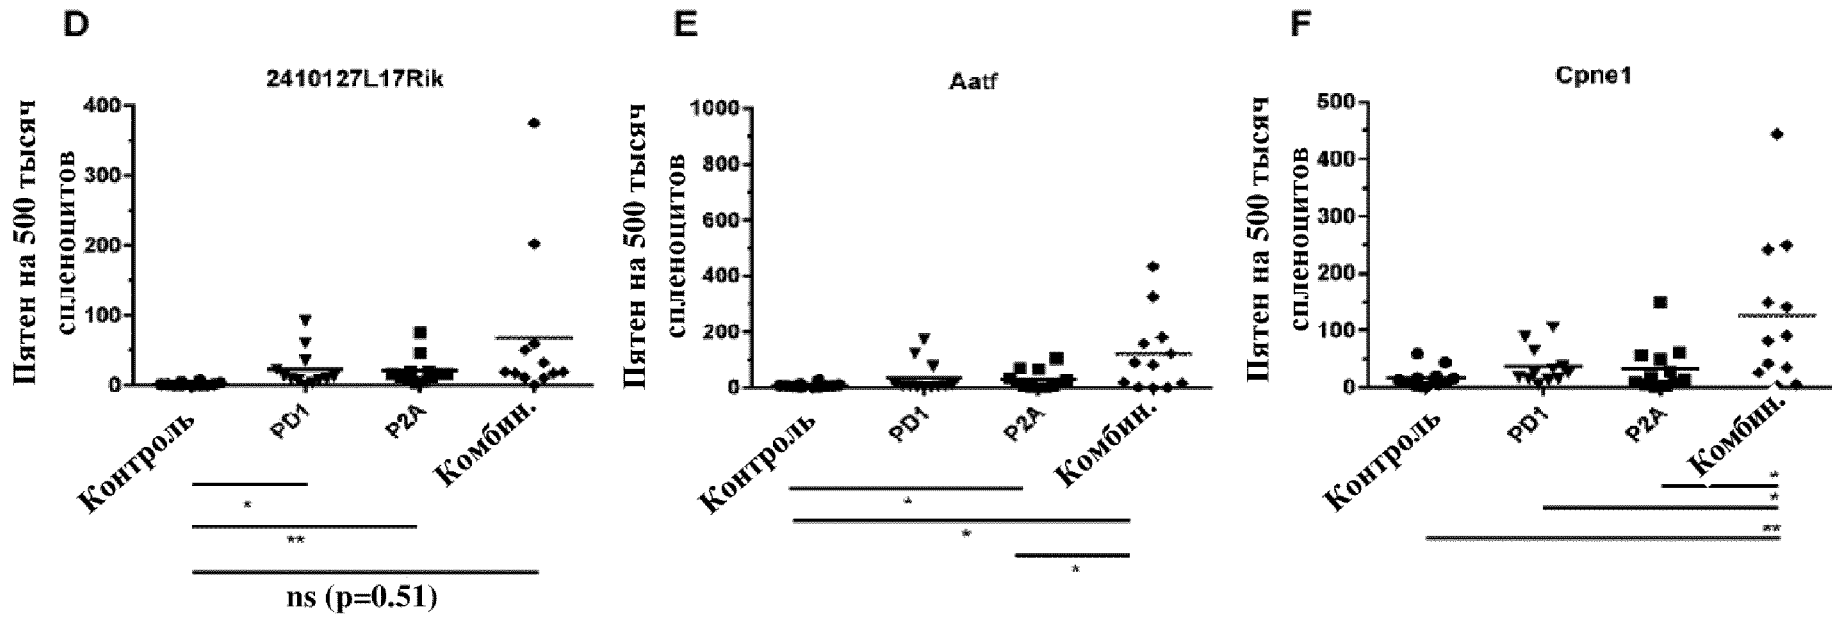 D
2410127L17Rik
Пятен на 500 тысяч
спленоцитов
400
300
200
100
0
Контроль
PD1
P2A
Комбин.
*
**
ns (p=0.51)
E
Aatf
Пятен на 500 тысяч
спленоцитов
1000
800
600
400
200
0
Контроль
PD1
P2A
Комбин.
*
*
*
F
Cpne1
Пятен на 500 тысяч
спленоцитов
500
400
300
200
100
0
Контроль
PD1
P2A
Комбин.
*
*
**